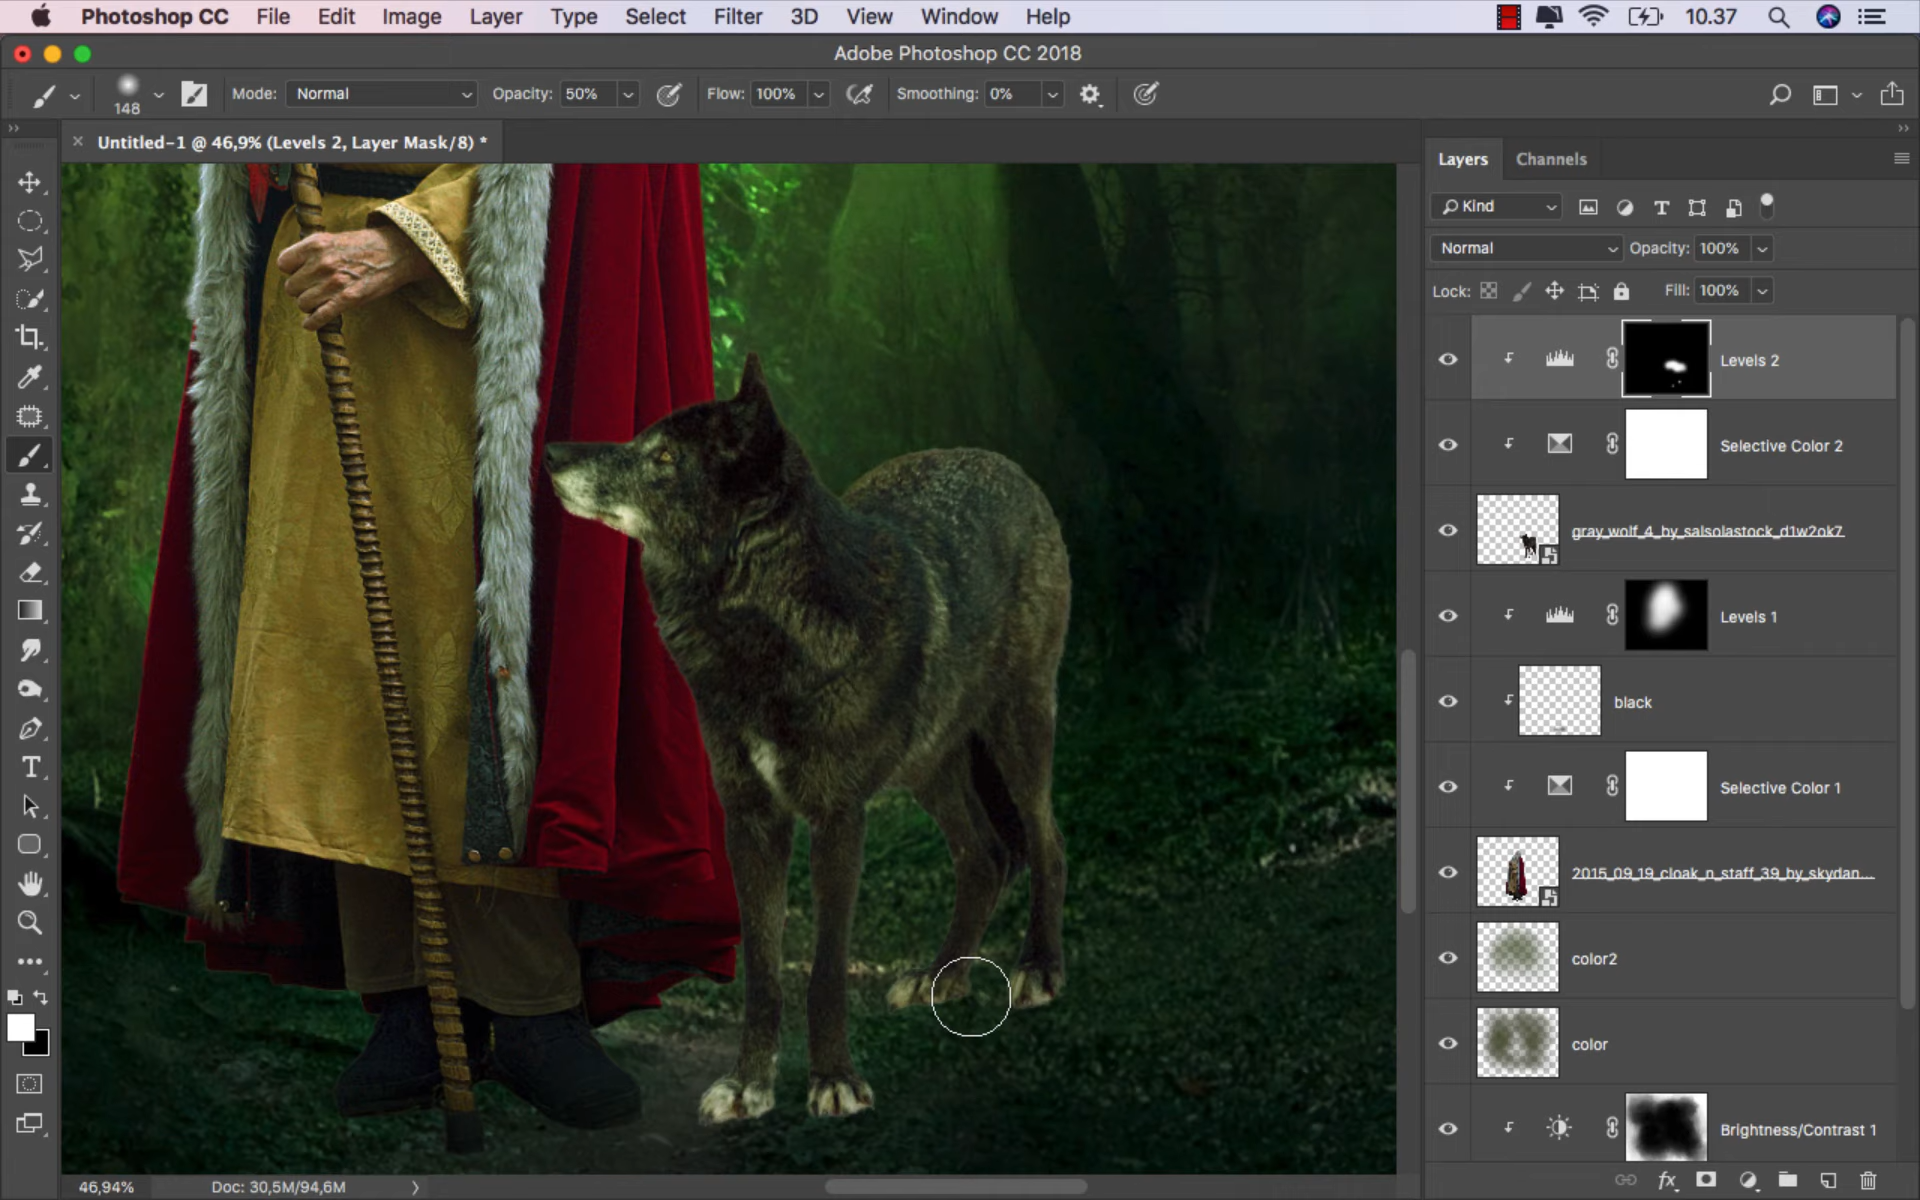 Photoshop CC File Edit Image Layer Type Select Filter 3D View Window Help 10.37
Adobe Photoshop CC 2018
148 Mode: Normal Opacity: 50% Flow: 100% Smoothing: 0%
Untitled-1 @ 46,9% (Levels 2, Layer Mask/8) *
Layers Channels
Kind
Normal Opacity: 100%
Lock: Fill: 100%
Levels 2
Selective Color 2
gray_wolf_4_by_salsolastock_d1w2ok7
Levels 1
black
Selective Color 1
2015_09_19_cloak_n_staff_39_by_skydan...
color2
color
Brightness/Contrast 1
46,94% Doc: 30,5M/94,6M